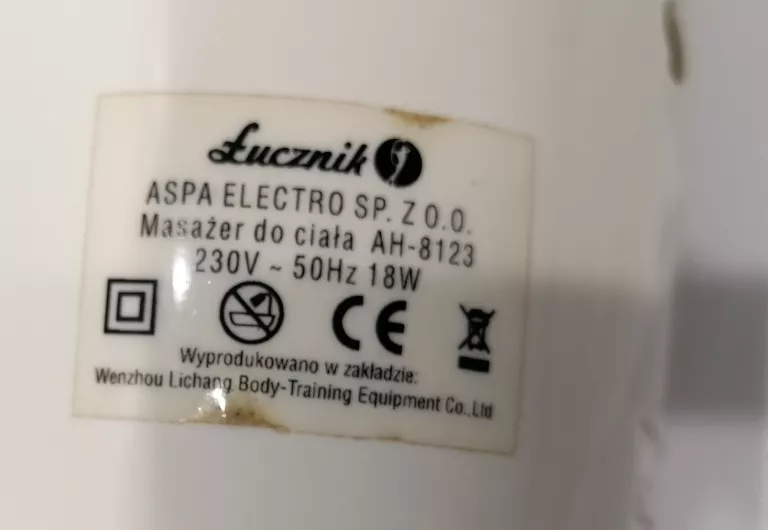 Łucznik
ASPA ELECTRO SP. Z O.O.
Masażer do ciała AH-8123
230V ~ 50Hz 18W
CE
Wyprodukowano w zakładzie:
Wenzhou Lichang Body-Training Equipment Co.,Ltd